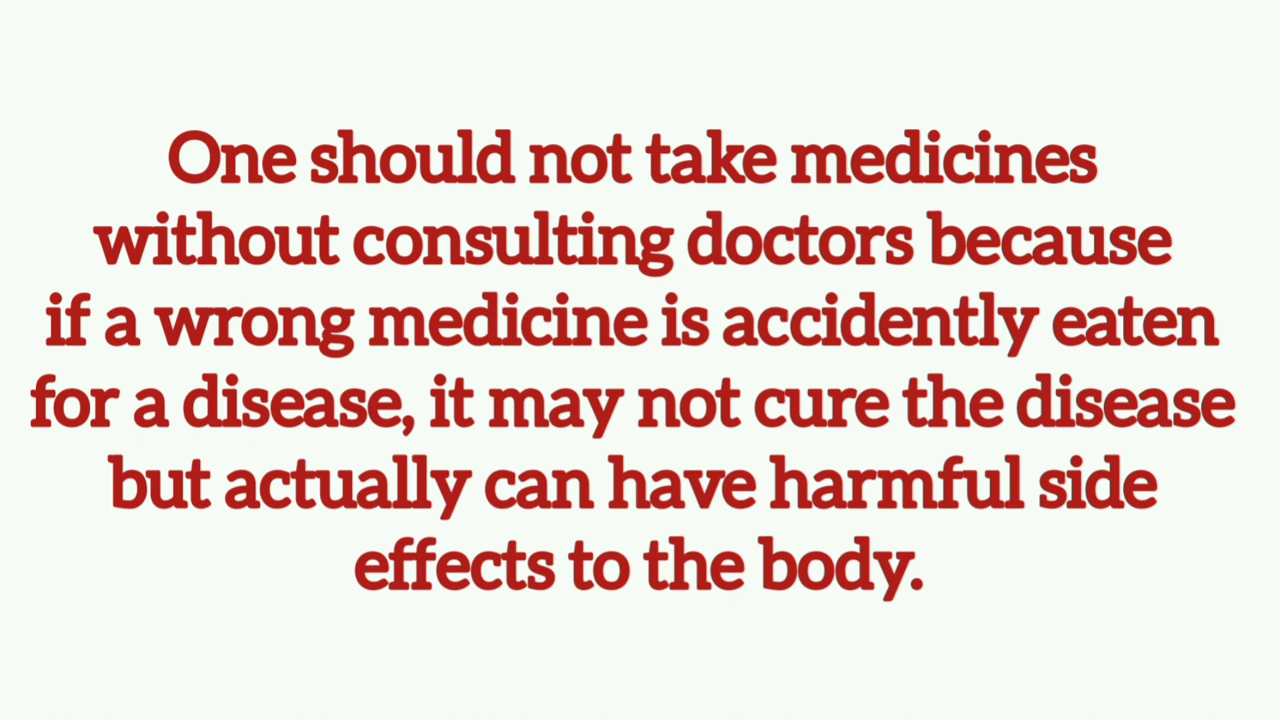 One should not take medicines
without consulting doctors because
if a wrong medicine is accidently eaten
for a disease, it may not cure the disease
but actually can have harmful side
effects to the body.